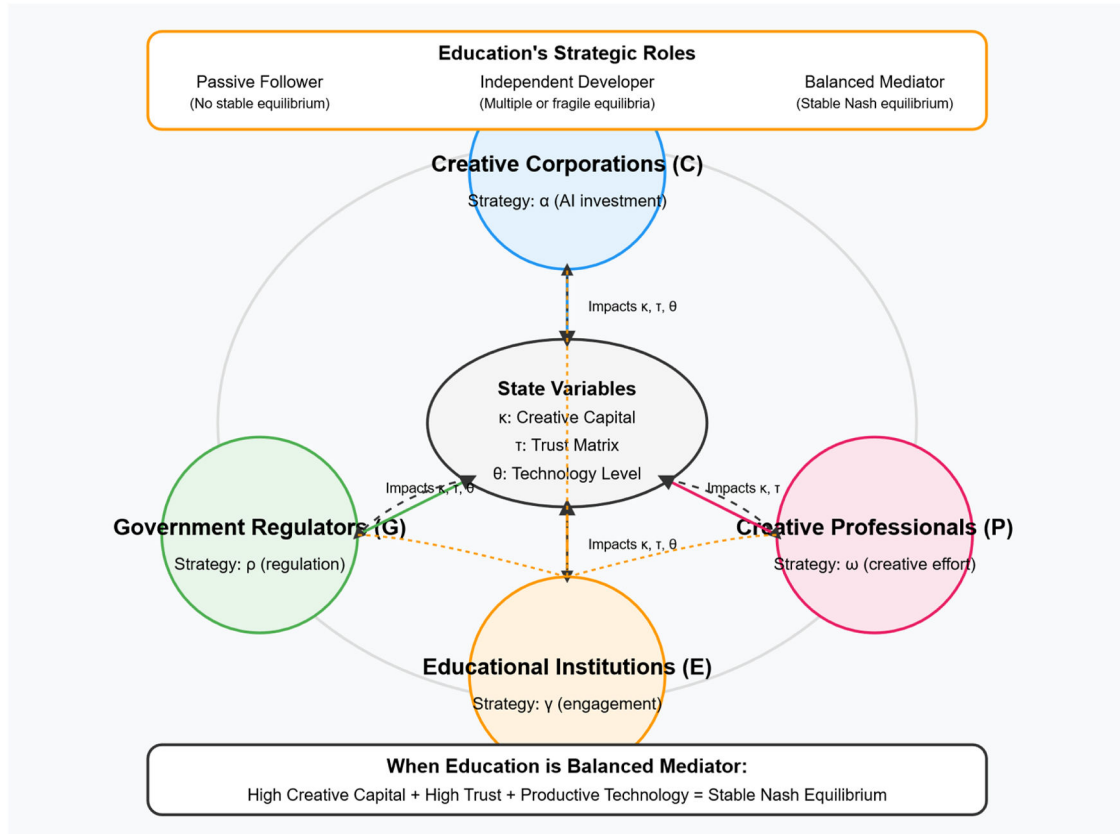 Education's Strategic Roles
Passive Follower
(No stable equilibrium)
Independent Developer
(Multiple or fragile equilibria)
Balanced Mediator
(Stable Nash equilibrium)
Creative Corporations (C)
Strategy: α (AI investment)
Impacts κ, τ, θ
State Variables
κ: Creative Capital
τ: Trust Matrix
θ: Technology Level
Impacts κ, τ, θ
Impacts κ, τ
Government Regulators (G)
Strategy: ρ (regulation)
Creative Professionals (P)
Strategy: ω (creative effort)
Impacts κ, τ, θ
Educational Institutions (E)
Strategy: γ (engagement)
When Education is Balanced Mediator:
High Creative Capital + High Trust + Productive Technology = Stable Nash Equilibrium